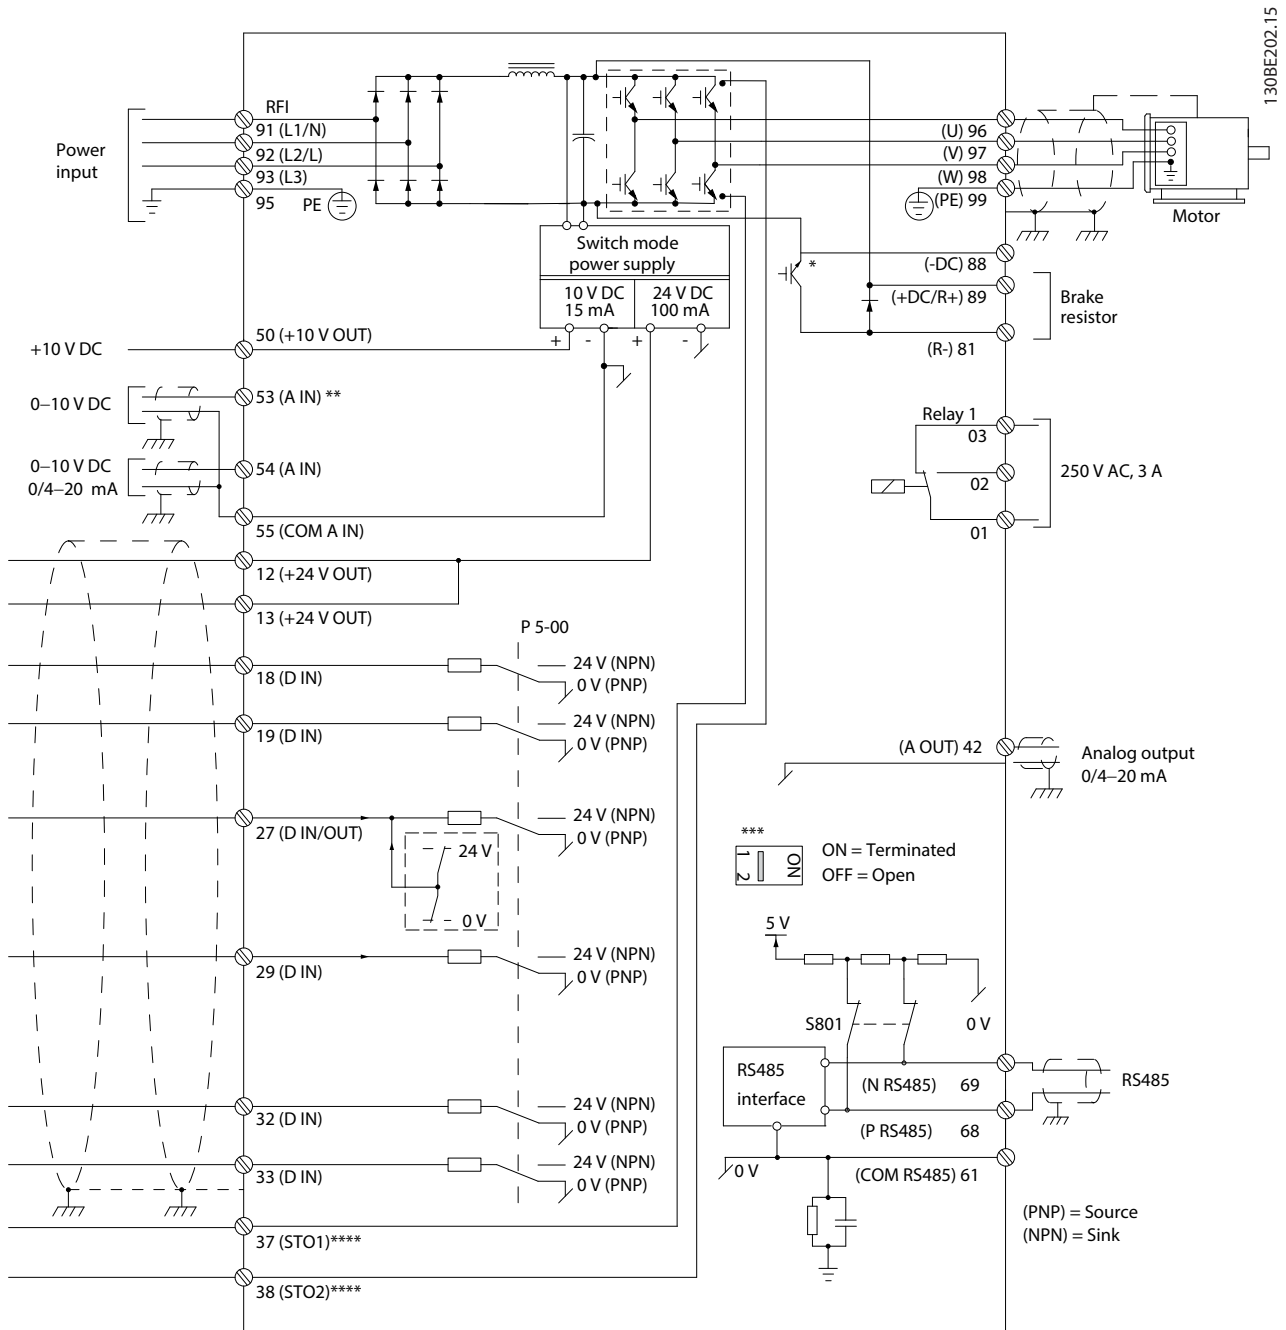 130BE202.15
Power
input
RFI
91 (L1/N)
92 (L2/L)
93 (L3)
95
PE
(U) 96
(V) 97
(W) 98
(PE) 99
Motor
Switch mode
power supply
10 V DC
15 mA
24 V DC
100 mA
+ - + -
*
(-DC) 88
(+DC/R+) 89
(R-) 81
Brake
resistor
+10 V DC
50 (+10 V OUT)
0–10 V DC
53 (A IN) **
0–10 V DC
0/4–20 mA
54 (A IN)
55 (COM A IN)
Relay 1
03
02
01
250 V AC, 3 A
12 (+24 V OUT)
13 (+24 V OUT)
P 5-00
18 (D IN)
24 V (NPN)
0 V (PNP)
19 (D IN)
24 V (NPN)
0 V (PNP)
27 (D IN/OUT)
24 V (NPN)
0 V (PNP)
24 V
0 V
29 (D IN)
24 V (NPN)
0 V (PNP)
32 (D IN)
24 V (NPN)
0 V (PNP)
33 (D IN)
24 V (NPN)
0 V (PNP)
37 (STO1)****
38 (STO2)****
(A OUT) 42
Analog output
0/4–20 mA
***
1 2
ON
ON = Terminated
OFF = Open
5 V
S801
0 V
RS485
interface
(N RS485) 69
(P RS485) 68
RS485
0 V
(COM RS485) 61
(PNP) = Source
(NPN) = Sink